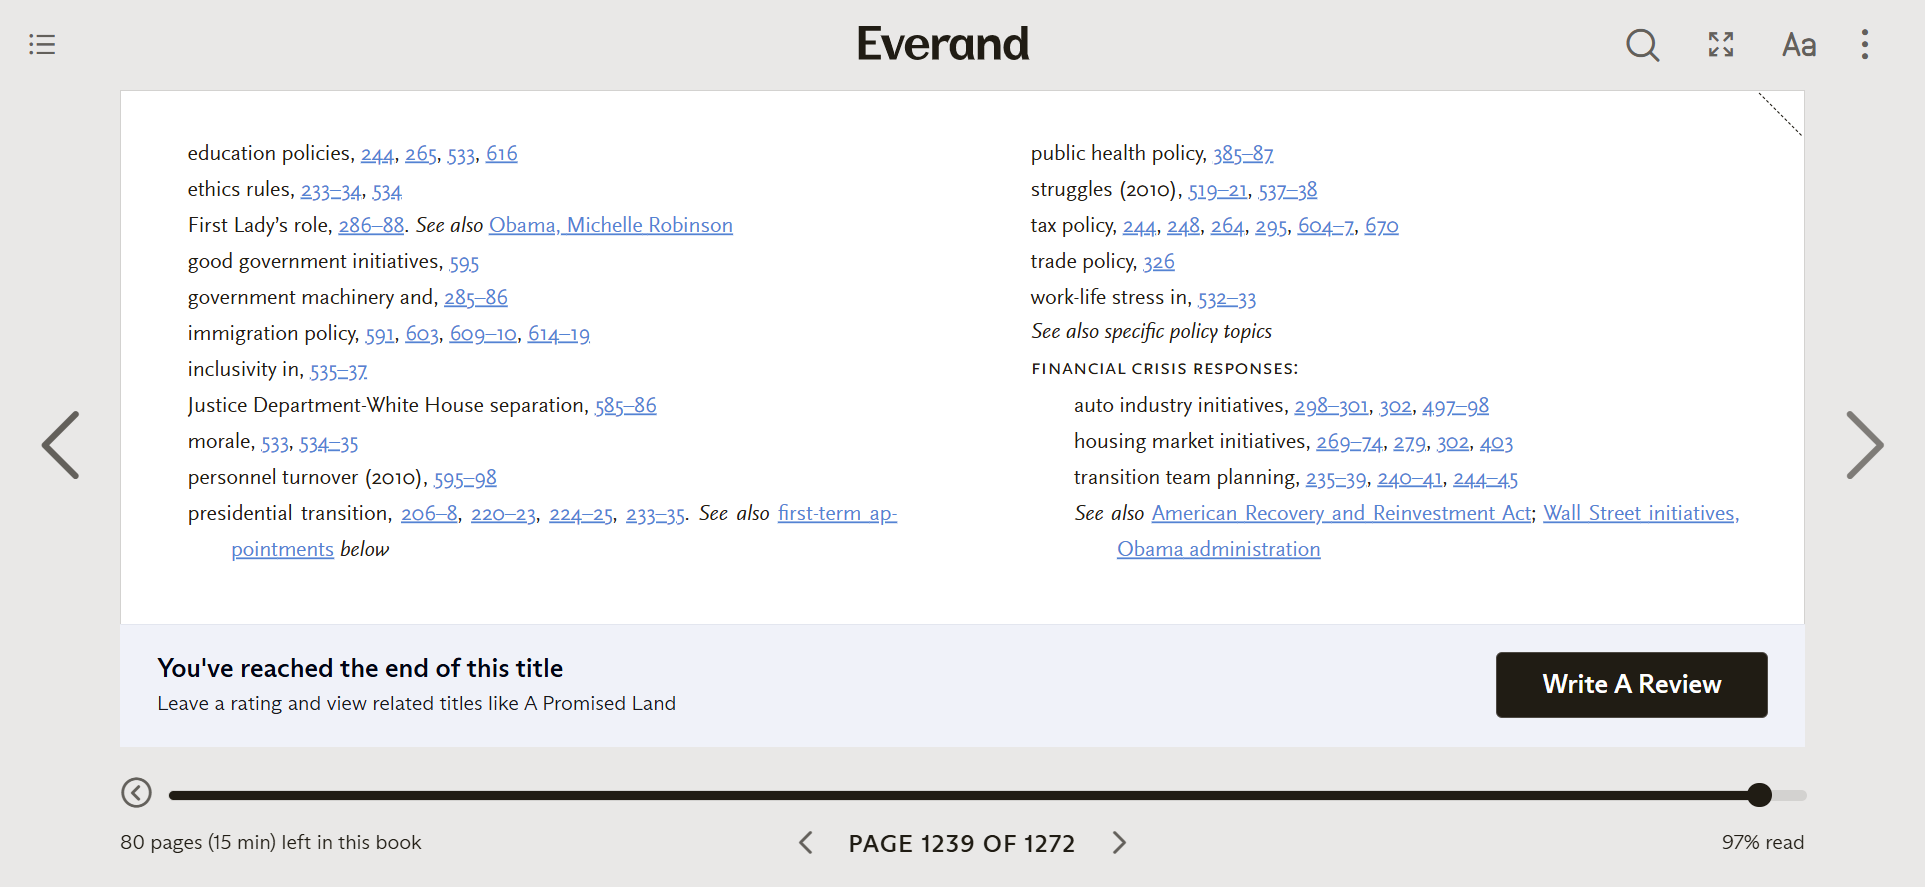 Everand
Aa
education policies, 244, 265, 533, 616
ethics rules, 233–34, 534
First Lady’s role, 286–88. See also Obama, Michelle Robinson
good government initiatives, 595
government machinery and, 285–86
immigration policy, 591, 603, 609–10, 614–19
inclusivity in, 535–37
Justice Department-White House separation, 585–86
morale, 533, 534–35
personnel turnover (2010), 595–98
presidential transition, 206–8, 220–23, 224–25, 233–35. See also first-term ap-
pointments below
public health policy, 385–87
struggles (2010), 519–21, 537–38
tax policy, 244, 248, 264, 295, 604–7, 670
trade policy, 326
work-life stress in, 532–33
See also specific policy topics
FINANCIAL CRISIS RESPONSES:
auto industry initiatives, 298–301, 302, 497–98
housing market initiatives, 269–74, 279, 302, 403
transition team planning, 235–39, 240–41, 244–45
See also American Recovery and Reinvestment Act; Wall Street initiatives,
Obama administration
You've reached the end of this title
Leave a rating and view related titles like A Promised Land
Write A Review
80 pages (15 min) left in this book
PAGE 1239 OF 1272
97% read